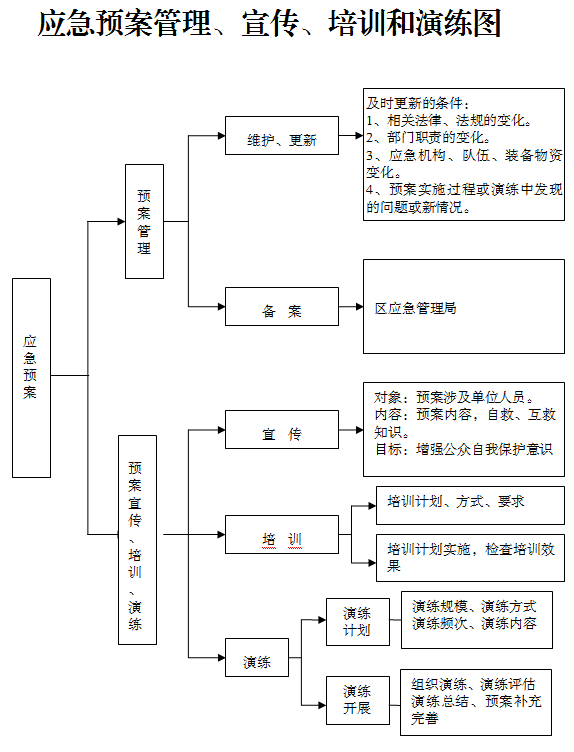 应急预案管理、宣传、培训和演练图
及时更新的条件：
1、相关法律、法规的变化。
2、部门职责的变化。
3、应急机构、队伍、装备物资
变化。
4、预案实施过程或演练中发现
的问题或新情况。
维护、更新
预案管理
备 案
区应急管理局
应急预案
对象：预案涉及单位人员。
内容：预案内容，自救、互救
知识。
目标：增强公众自我保护意识
宣 传
预案宣传、培训、演练
培训计划、方式、要求
培 训
培训计划实施，检查培训效
果
演练
演练
计划
演练规模、演练方式
演练频次、演练内容
演练
开展
组织演练、演练评估
演练总结、预案补充
完善